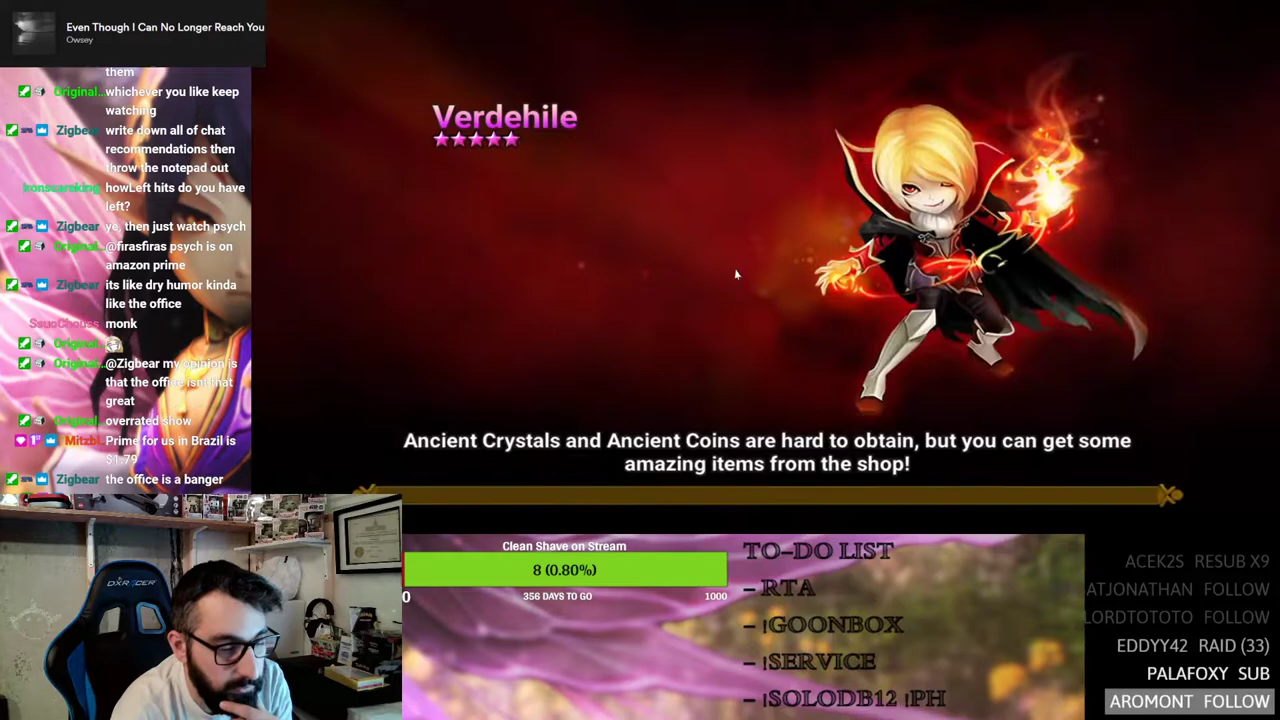 Even Though I Can No Longer Reach You
Owsey
them
Original.. whichever you like keep
watching
Zigbear write down all of chat
recommendations then
throw the notepad out
howLeft hits do you have
left?
Zigbear ye, then just watch psych
Original.. @firasfiras psych is on
amazon prime
Zigbear its like dry humor kinda
like the office
monk
Original..
Original.. @Zigbear my opinion is
that the office isnt that
great
Original.. overrated show
Prime for us in Brazil is
$1.79
Zigbear the office is a banger
Verdehile
Ancient Crystals and Ancient Coins are hard to obtain, but you can get some
amazing items from the shop!
DXRACER
Clean Shave on Stream
8 (0.80%)
0 356 DAYS TO GO 1000
TO-DO LIST
- RTA
- !GOONBOX
- !SERVICE
- !SOLODB12 !PH
ACEK2S RESUB X9
ATJONATHAN FOLLOW
LORDTOTOTO FOLLOW
EDDYY42 RAID (33)
PALAFOXY SUB
AROMONT FOLLOW